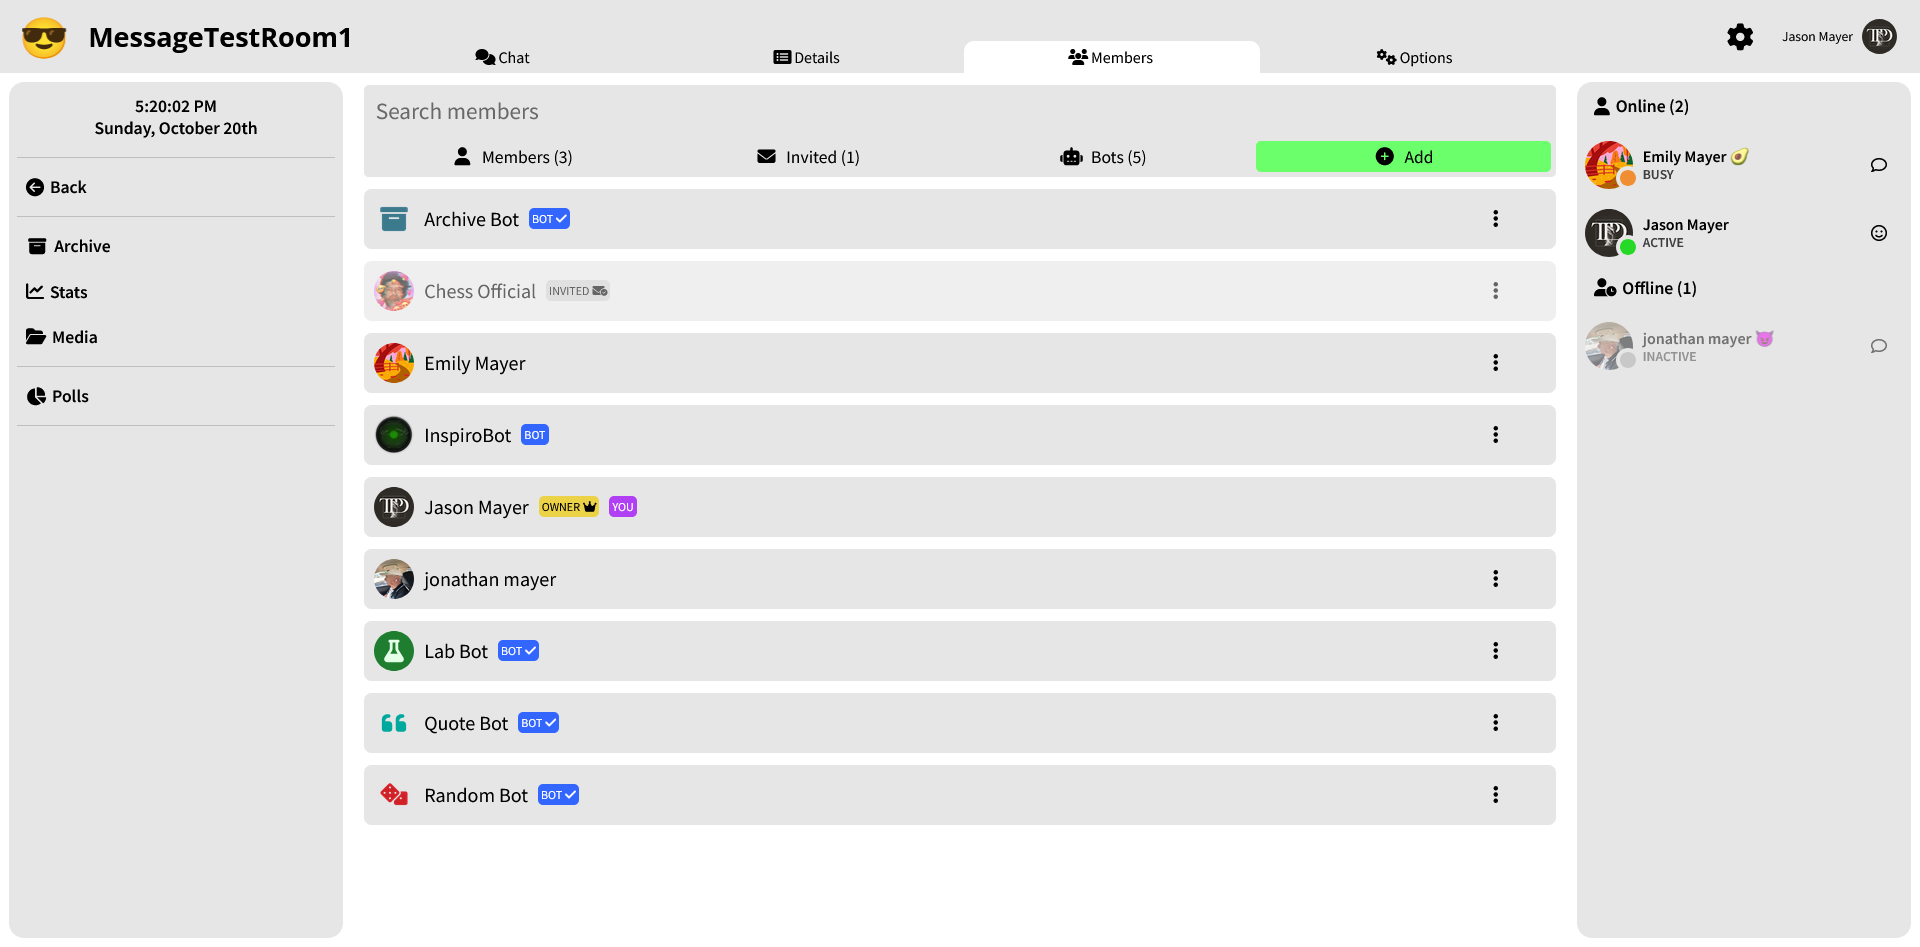 MessageTestRoom1
Chat
Details
Members
Options
Jason Mayer
5:20:02 PM
Sunday, October 20th
Back
Archive
Stats
Media
Polls
Search members
Members (3)
Invited (1)
Bots (5)
Add
Archive Bot BOT
Chess Official INVITED
Emily Mayer
InspiroBot BOT
Jason Mayer OWNER YOU
jonathan mayer
Lab Bot BOT
Quote Bot BOT
Random Bot BOT
Online (2)
Emily Mayer 🥑
BUSY
Jason Mayer
ACTIVE
Offline (1)
jonathan mayer 😈
INACTIVE